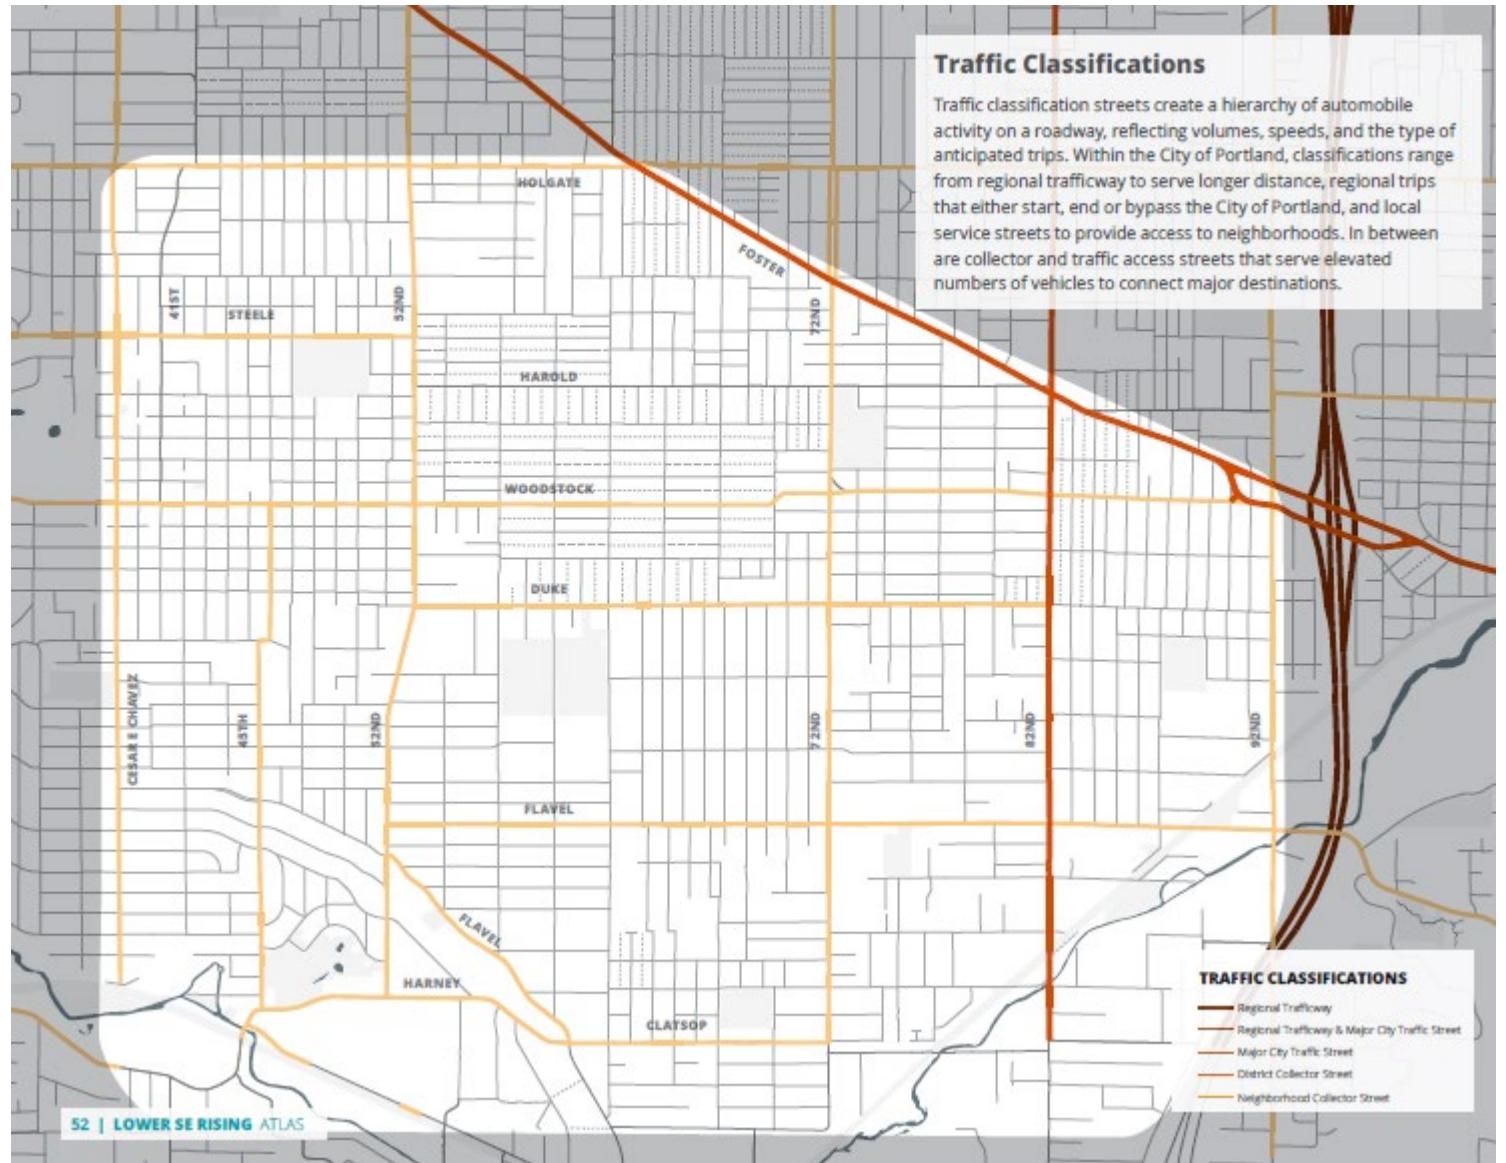 Traffic Classifications
Traffic classification streets create a hierarchy of automobile
activity on a roadway, reflecting volumes, speeds, and the type of
anticipated trips. Within the City of Portland, classifications range
from regional trafficway to serve longer distance, regional trips
that either start, end or bypass the City of Portland, and local
service streets to provide access to neighborhoods. In between
are collector and traffic access streets that serve elevated
numbers of vehicles to connect major destinations.
HOLGATE
FOSTER
41ST
STEELE
52ND
72ND
HAROLD
WOODSTOCK
DUKE
CESAR E CHAVEZ
45TH
52ND
72ND
82ND
92ND
FLAVEL
FLAVEL
HARNEY
CLATSOP
TRAFFIC CLASSIFICATIONS
Regional Trafficway
Regional Trafficway & Major City Traffic Street
Major City Traffic Street
District Collector Street
Neighborhood Collector Street
52 | LOWER SE RISING ATLAS